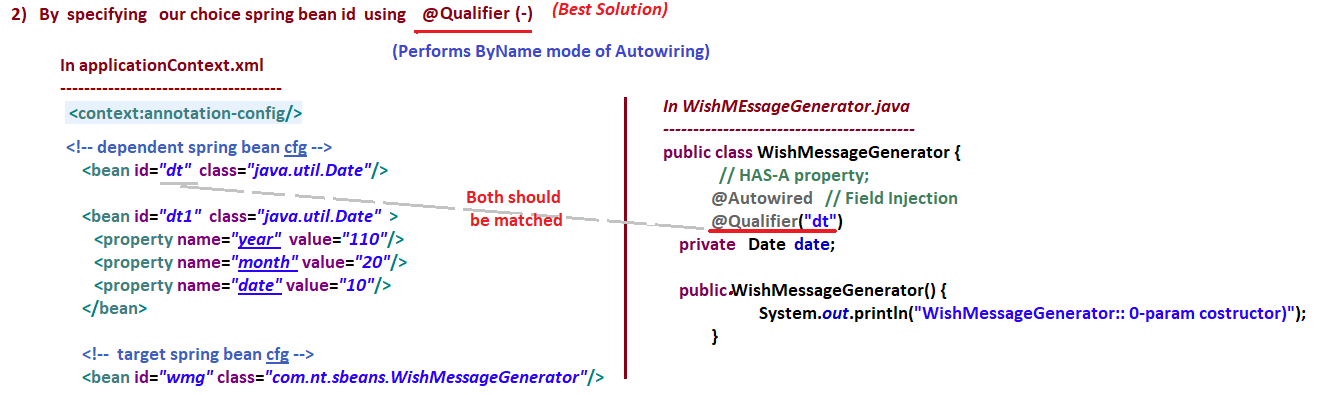 2) By specifying our choice spring bean id using @Qualifier (-) (Best Solution)
(Performs ByName mode of Autowiring)
In applicationContext.xml
-------------------------------------
<context:annotation-config/>
<!-- dependent spring bean cfg -->
<bean id="dt" class="java.util.Date"/>
<bean id="dt1" class="java.util.Date" >
<property name="year" value="110"/>
<property name="month" value="20"/>
<property name="date" value="10"/>
</bean>
<!-- target spring bean cfg -->
<bean id="wmg" class="com.nt.sbeans.WishMessageGenerator"/>
Both should
be matched
In WishMEssageGenerator.java
------------------------------------------
public class WishMessageGenerator {
// HAS-A property;
@Autowired // Field Injection
@Qualifier("dt")
private Date date;
public WishMessageGenerator() {
System.out.println("WishMessageGenerator:: 0-param costructor)");
}